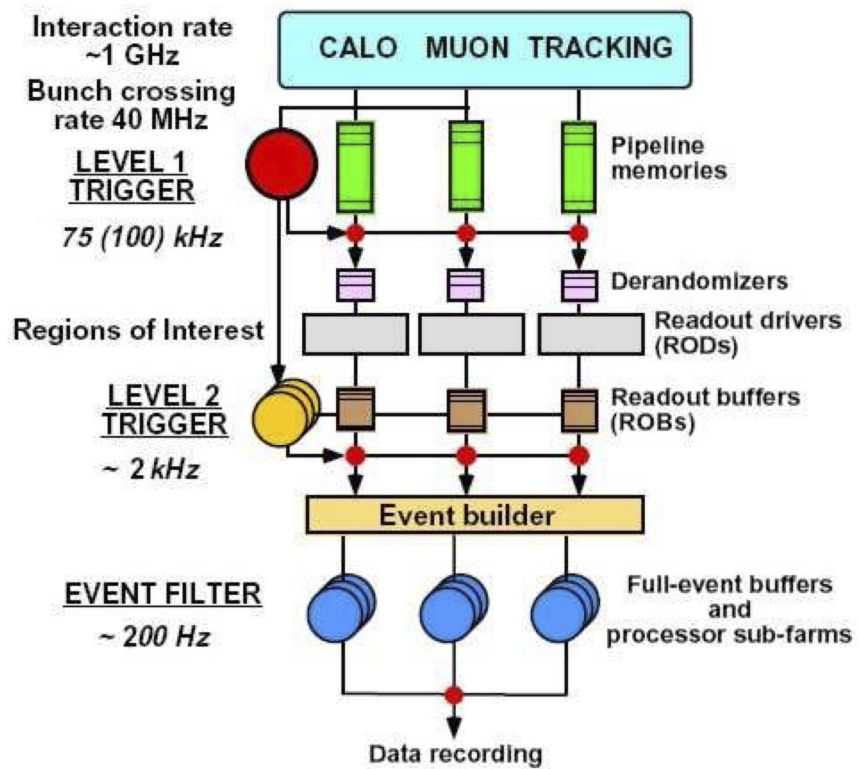 Interaction rate
~1 GHz
CALO MUON TRACKING
Bunch crossing
rate 40 MHz
LEVEL 1
TRIGGER
75 (100) kHz
Pipeline
memories
Derandomizers
Regions of Interest
Readout drivers
(RODs)
LEVEL 2
TRIGGER
~ 2 kHz
Readout buffers
(ROBs)
Event builder
EVENT FILTER
~ 200 Hz
Full-event buffers
and
processor sub-farms
Data recording